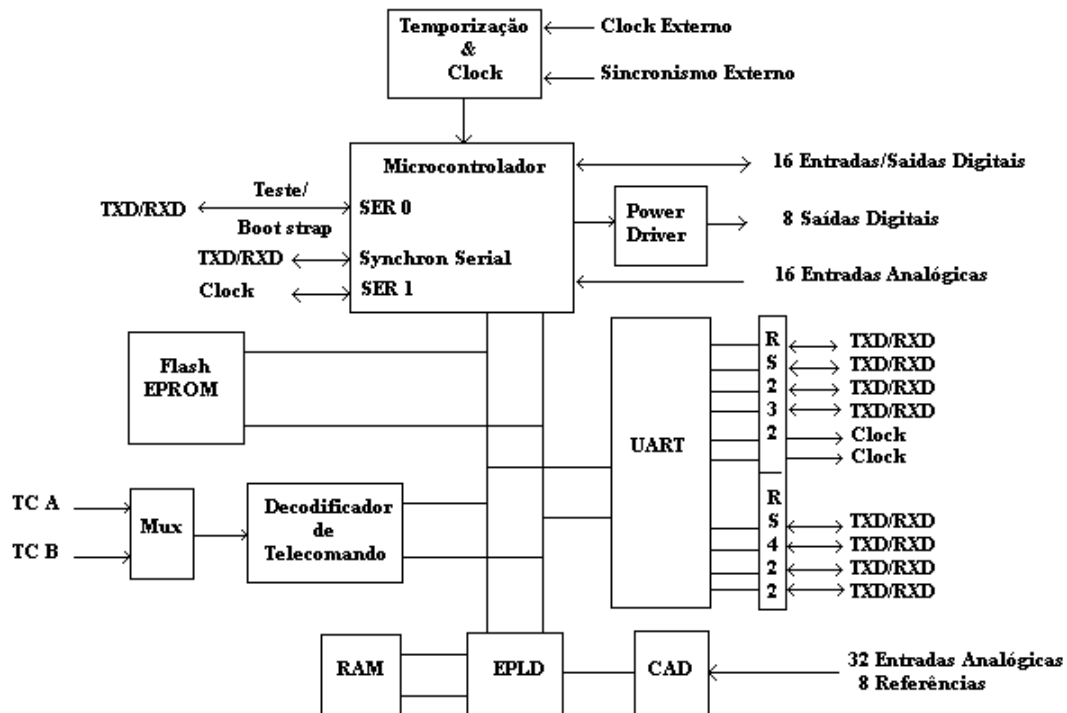 Temporização
&
Clock
Clock Externo
Sincronismo Externo
Microcontrolador
16 Entradas/Saidas Digitais
TXD/RXD
Teste/
Boot strap
SER 0
Power
Driver
8 Saídas Digitais
TXD/RXD
Synchron Serial
16 Entradas Analógicas
Clock
SER 1
Flash
EPROM
UART
R
S
2
3
2
TXD/RXD
TXD/RXD
TXD/RXD
TXD/RXD
Clock
Clock
TC A
TC B
Mux
Decodificador
de
Telecomando
R
S
4
2
2
TXD/RXD
TXD/RXD
TXD/RXD
TXD/RXD
RAM
EPLD
CAD
32 Entradas Analógicas
8 Referências